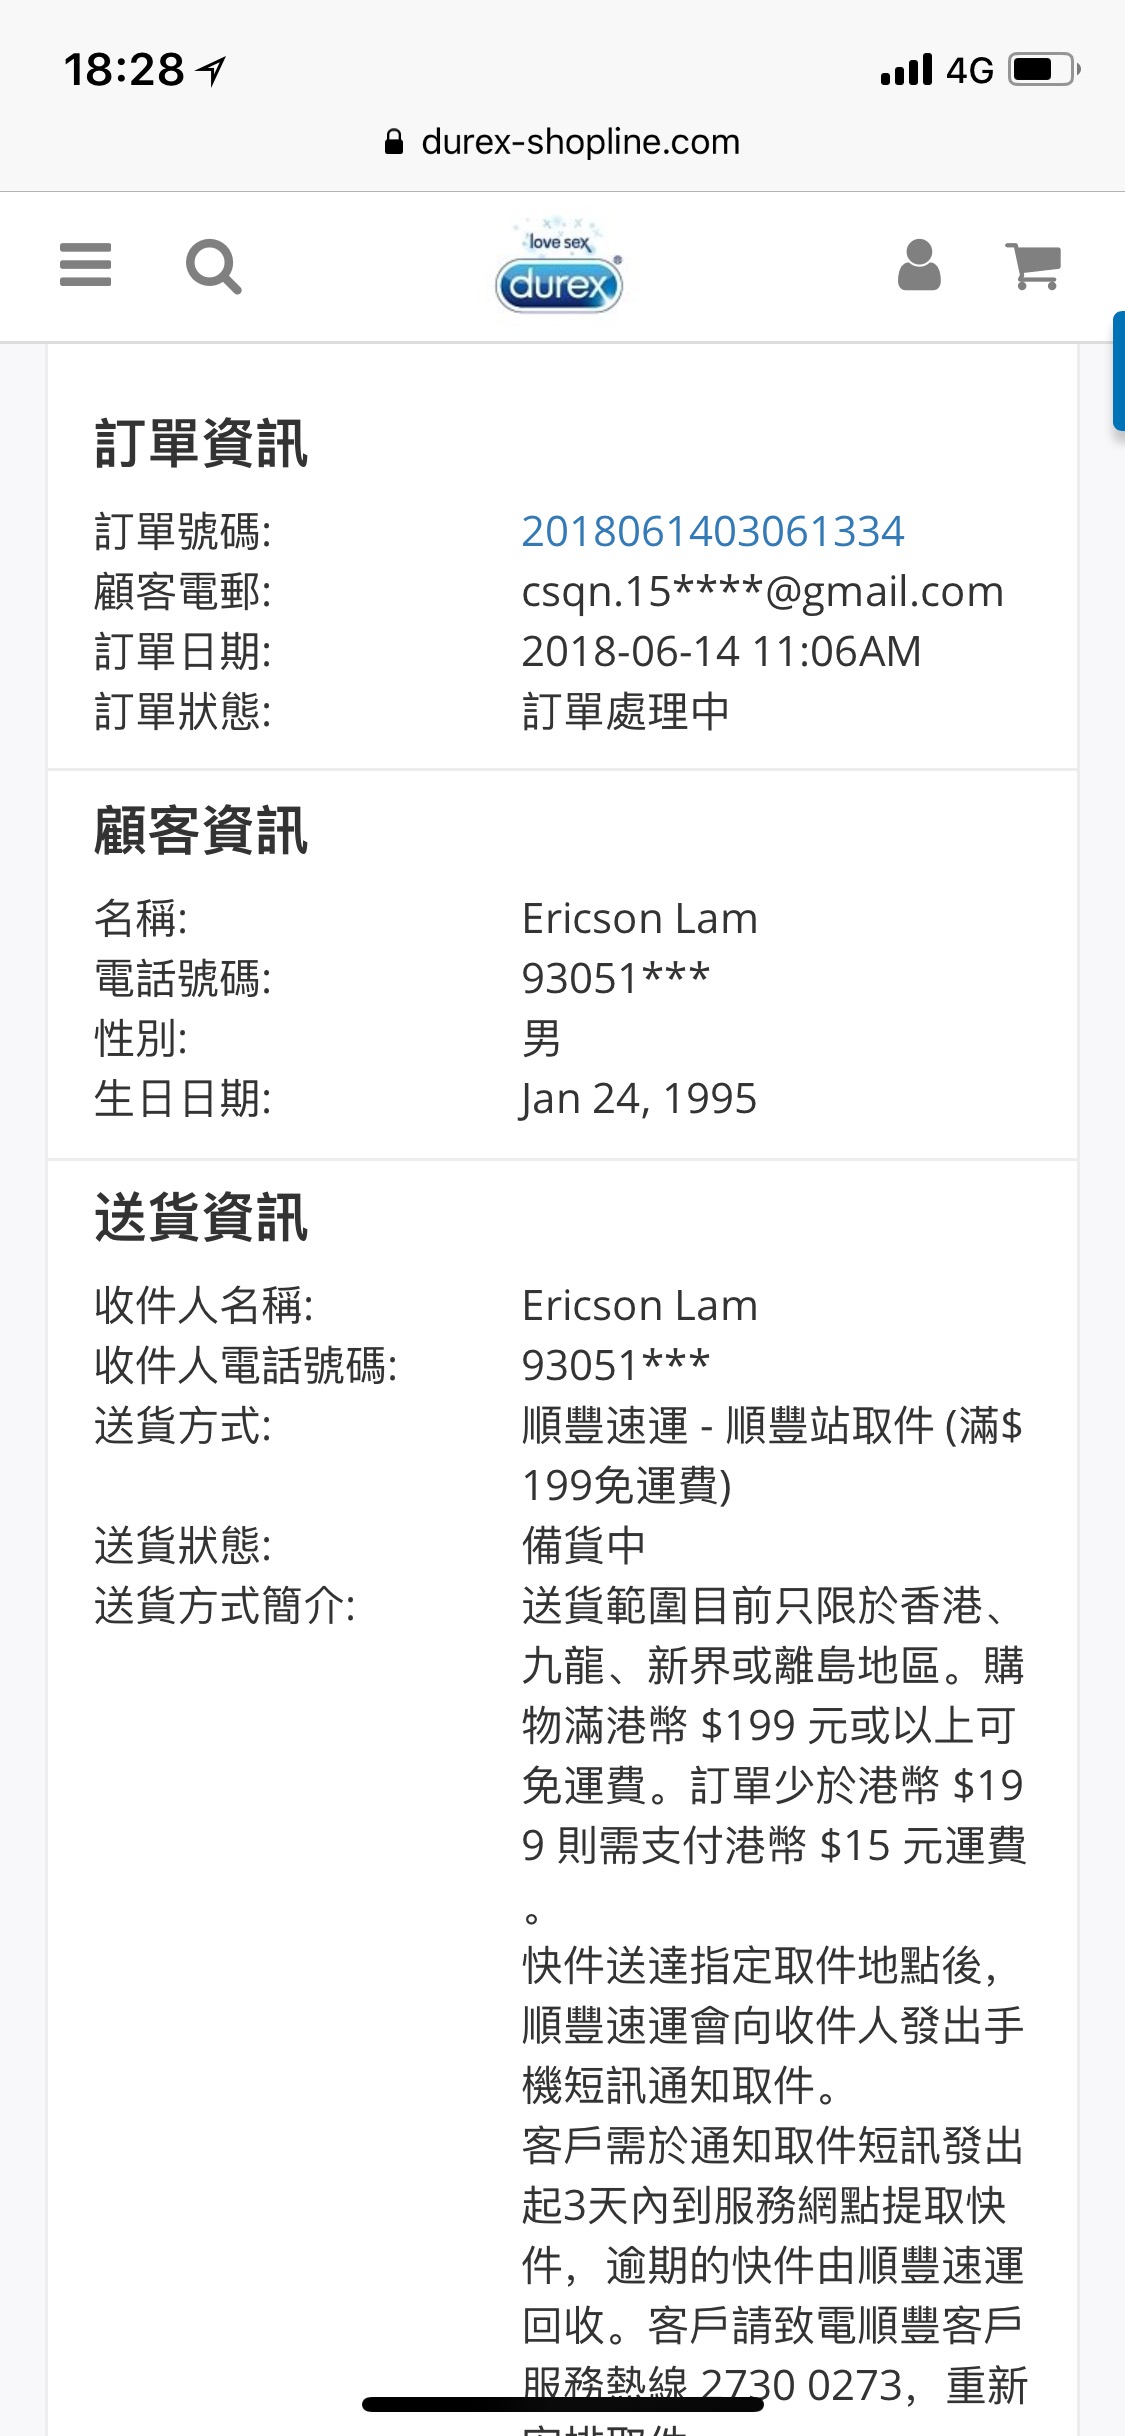 18:28
4G
durex-shopline.com
love sex
durex®
訂單資訊
訂單號碼: 2018061403061334
顧客電郵: csqn.15****@gmail.com
訂單日期: 2018-06-14 11:06AM
訂單狀態: 訂單處理中
顧客資訊
名稱: Ericson Lam
電話號碼: 93051***
性別: 男
生日日期: Jan 24, 1995
送貨資訊
收件人名稱: Ericson Lam
收件人電話號碼: 93051***
送貨方式: 順豐速運 - 順豐站取件 (滿$
199免運費)
送貨狀態: 備貨中
送貨方式簡介: 送貨範圍目前只限於香港、
九龍、新界或離島地區。購
物滿港幣 $199 元或以上可
免運費。訂單少於港幣 $19
9 則需支付港幣 $15 元運費
。
快件送達指定取件地點後，
順豐速運會向收件人發出手
機短訊通知取件。
客戶需於通知取件短訊發出
起3天內到服務網點提取快
件，逾期的快件由順豐速運
回收。客戶請致電順豐客戶
服務熱線 2730 0273，重新